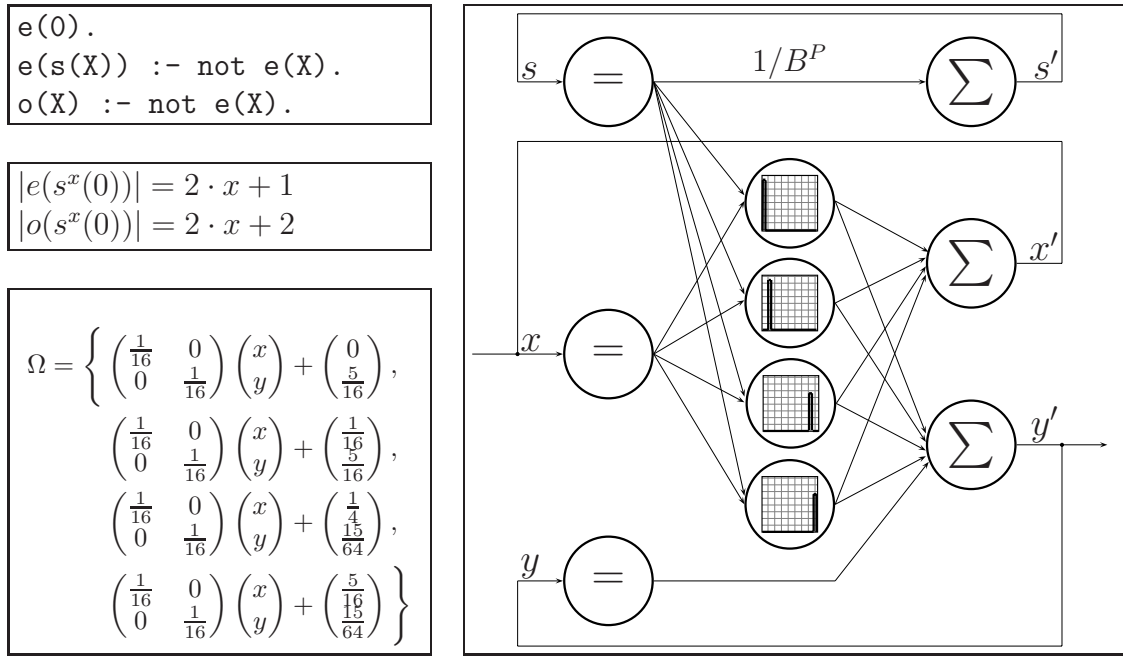 e(0).
e(s(X)) :- not e(X).
o(X) :- not e(X).
|e(s^x(0))| = 2 · x + 1
|o(s^x(0))| = 2 · x + 2
Ω = { ( 1/16 0 ; 0 1/16 ) ( x ; y ) + ( 0 ; 5/16 ) ,
( 1/16 0 ; 0 1/16 ) ( x ; y ) + ( 1/16 ; 5/16 ) ,
( 1/16 0 ; 0 1/16 ) ( x ; y ) + ( 1/4 ; 15/64 ) ,
( 1/16 0 ; 0 1/16 ) ( x ; y ) + ( 5/16 ; 15/64 ) }
s = 1/B^P ∑ s′
x = ∑ x′
∑ y′
y =